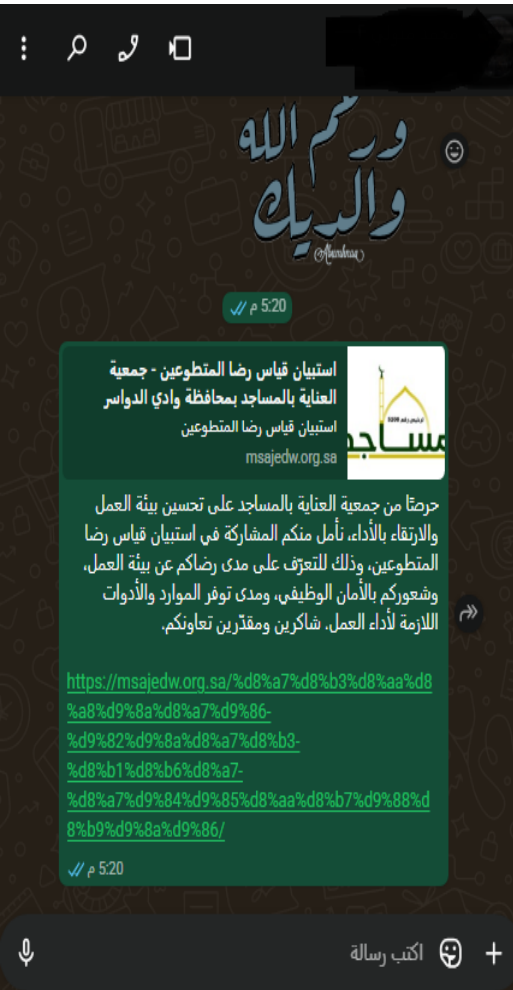 ورحم الله
والديك
5:20 م
استبيان قياس رضا المتطوعين - جمعية
العناية بالمساجد بمحافظة وادي الدواسر
استبيان قياس رضا المتطوعين
msajedw.org.sa
مساجد
حرصًا من جمعية العناية بالمساجد على تحسين بيئة العمل
والارتقاء بالأداء، نأمل منكم المشاركة في استبيان قياس رضا
المتطوعين، وذلك للتعرّف على مدى رضاكم عن بيئة العمل،
وشعوركم بالأمان الوظيفي، ومدى توفر الموارد والأدوات
اللازمة لأداء العمل. شاكرين ومقدّرين تعاونكم.
https://msajedw.org.sa/%d8%a7%d8%b3%d8%aa%d8
%a8%d9%8a%d8%a7%d9%86-
%d9%82%d9%8a%d8%a7%d8%b3-
%d8%b1%d8%b6%d8%a7-
%d8%a7%d9%84%d9%85%d8%aa%d8%b7%d9%88%d
8%b9%d9%8a%d9%86/
5:20 م
اكتب رسالة